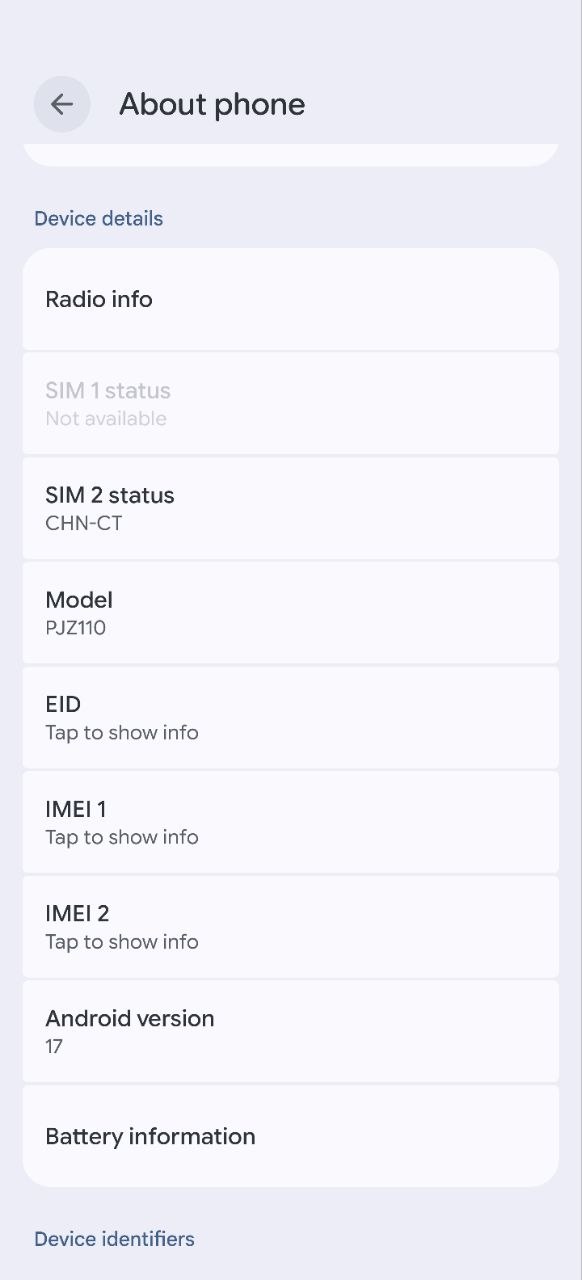 About phone
Device details
Radio info
SIM 1 status
Not available
SIM 2 status
CHN-CT
Model
PJZ110
EID
Tap to show info
IMEI 1
Tap to show info
IMEI 2
Tap to show info
Android version
17
Battery information
Device identifiers